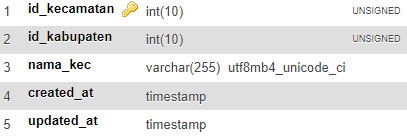 1 id_kecamatan int(10) UNSIGNED
2 id_kabupaten int(10) UNSIGNED
3 nama_kec varchar(255) utf8mb4_unicode_ci
4 created_at timestamp
5 updated_at timestamp